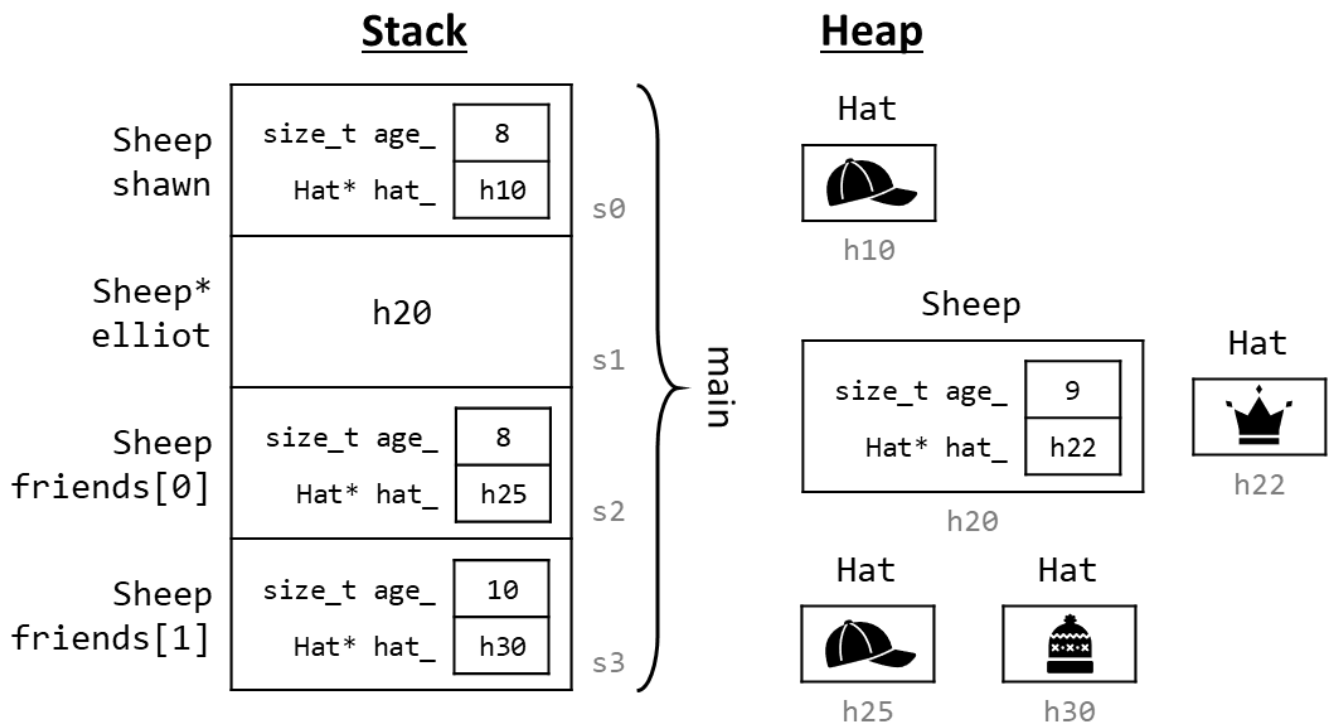 Stack
Heap
Sheep
shawn
size_t age_ 8
Hat* hat_ h10
s0
Sheep*
elliot
h20
s1
Sheep
friends[0]
size_t age_ 8
Hat* hat_ h25
s2
Sheep
friends[1]
size_t age_ 10
Hat* hat_ h30
s3
main
Hat
h10
Sheep
size_t age_ 9
Hat* hat_ h22
h20
Hat
h22
Hat
h25
Hat
h30